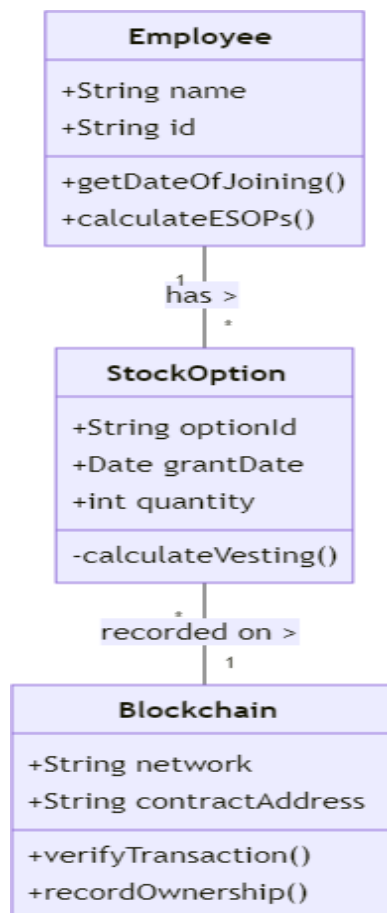 Employee
+String name
+String id
+getDateOfJoining()
+calculateESOPs()
1
has >
*
StockOption
+String optionId
+Date grantDate
+int quantity
-calculateVesting()
*
recorded on >
1
Blockchain
+String network
+String contractAddress
+verifyTransaction()
+recordOwnership()